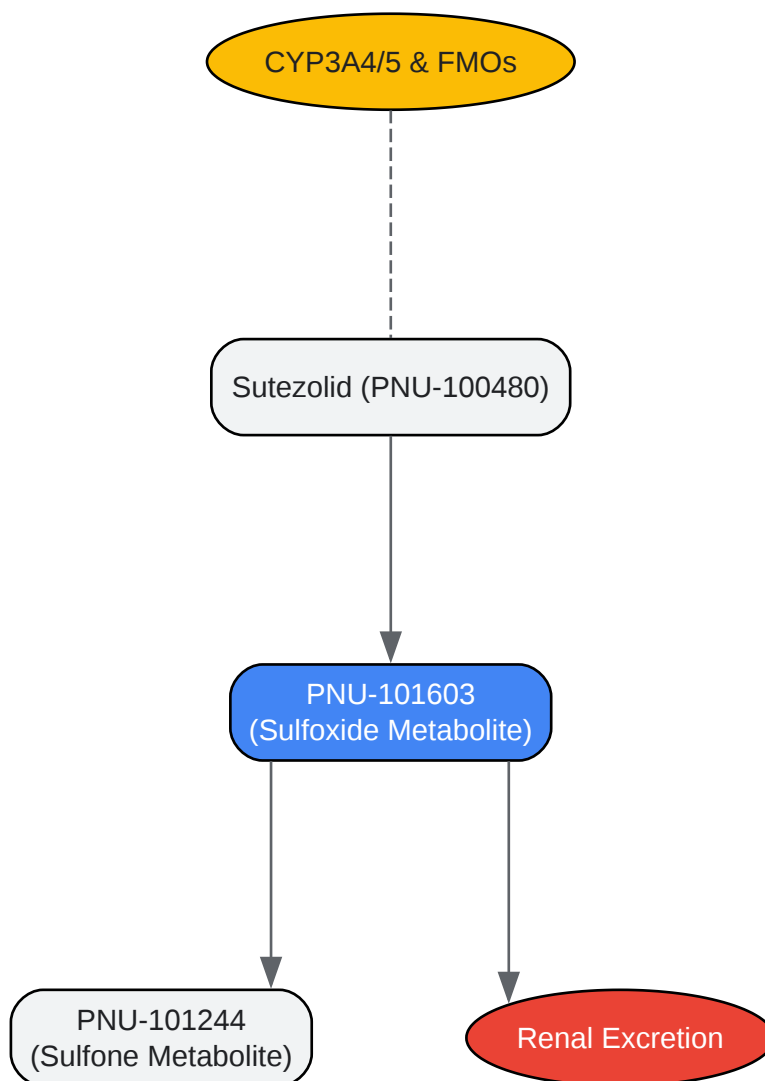 CYP3A4/5 & FMOs
Sutezolid (PNU-100480)
PNU-101603
(Sulfoxide Metabolite)
PNU-101244
(Sulfone Metabolite)
Renal Excretion